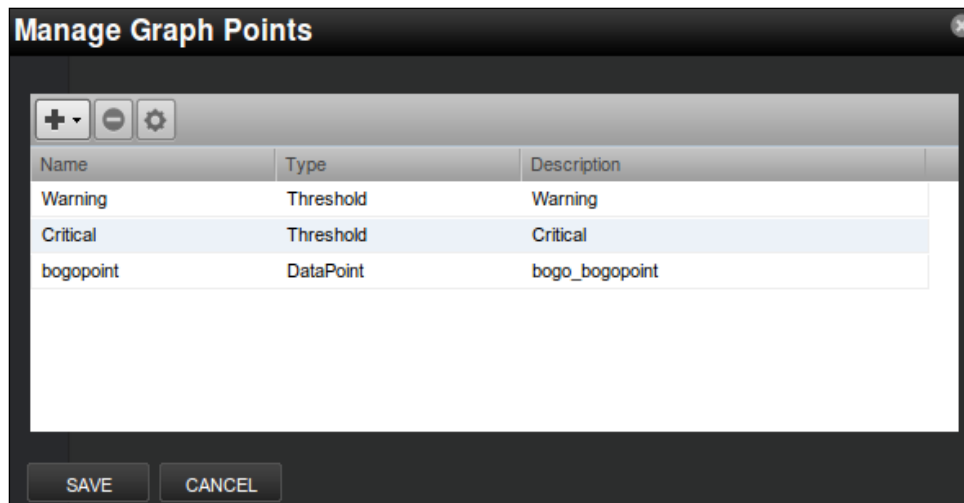 Manage Graph Points
Name Type Description
Warning Threshold Warning
Critical Threshold Critical
bogopoint DataPoint bogo_bogopoint
SAVE CANCEL